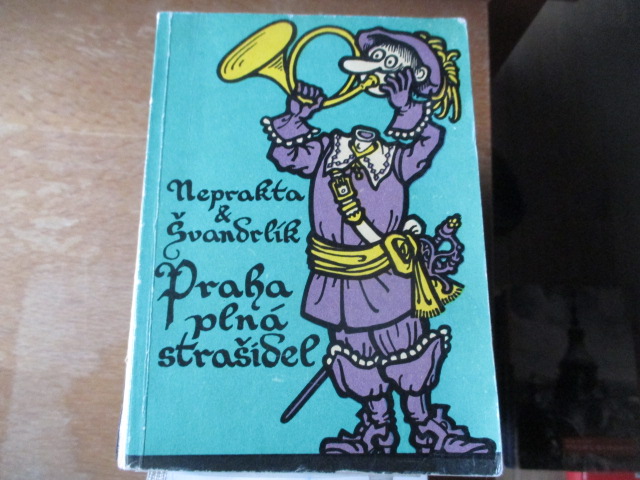 Neprakta
&
Švandrlík
Praha
plná
strašidel